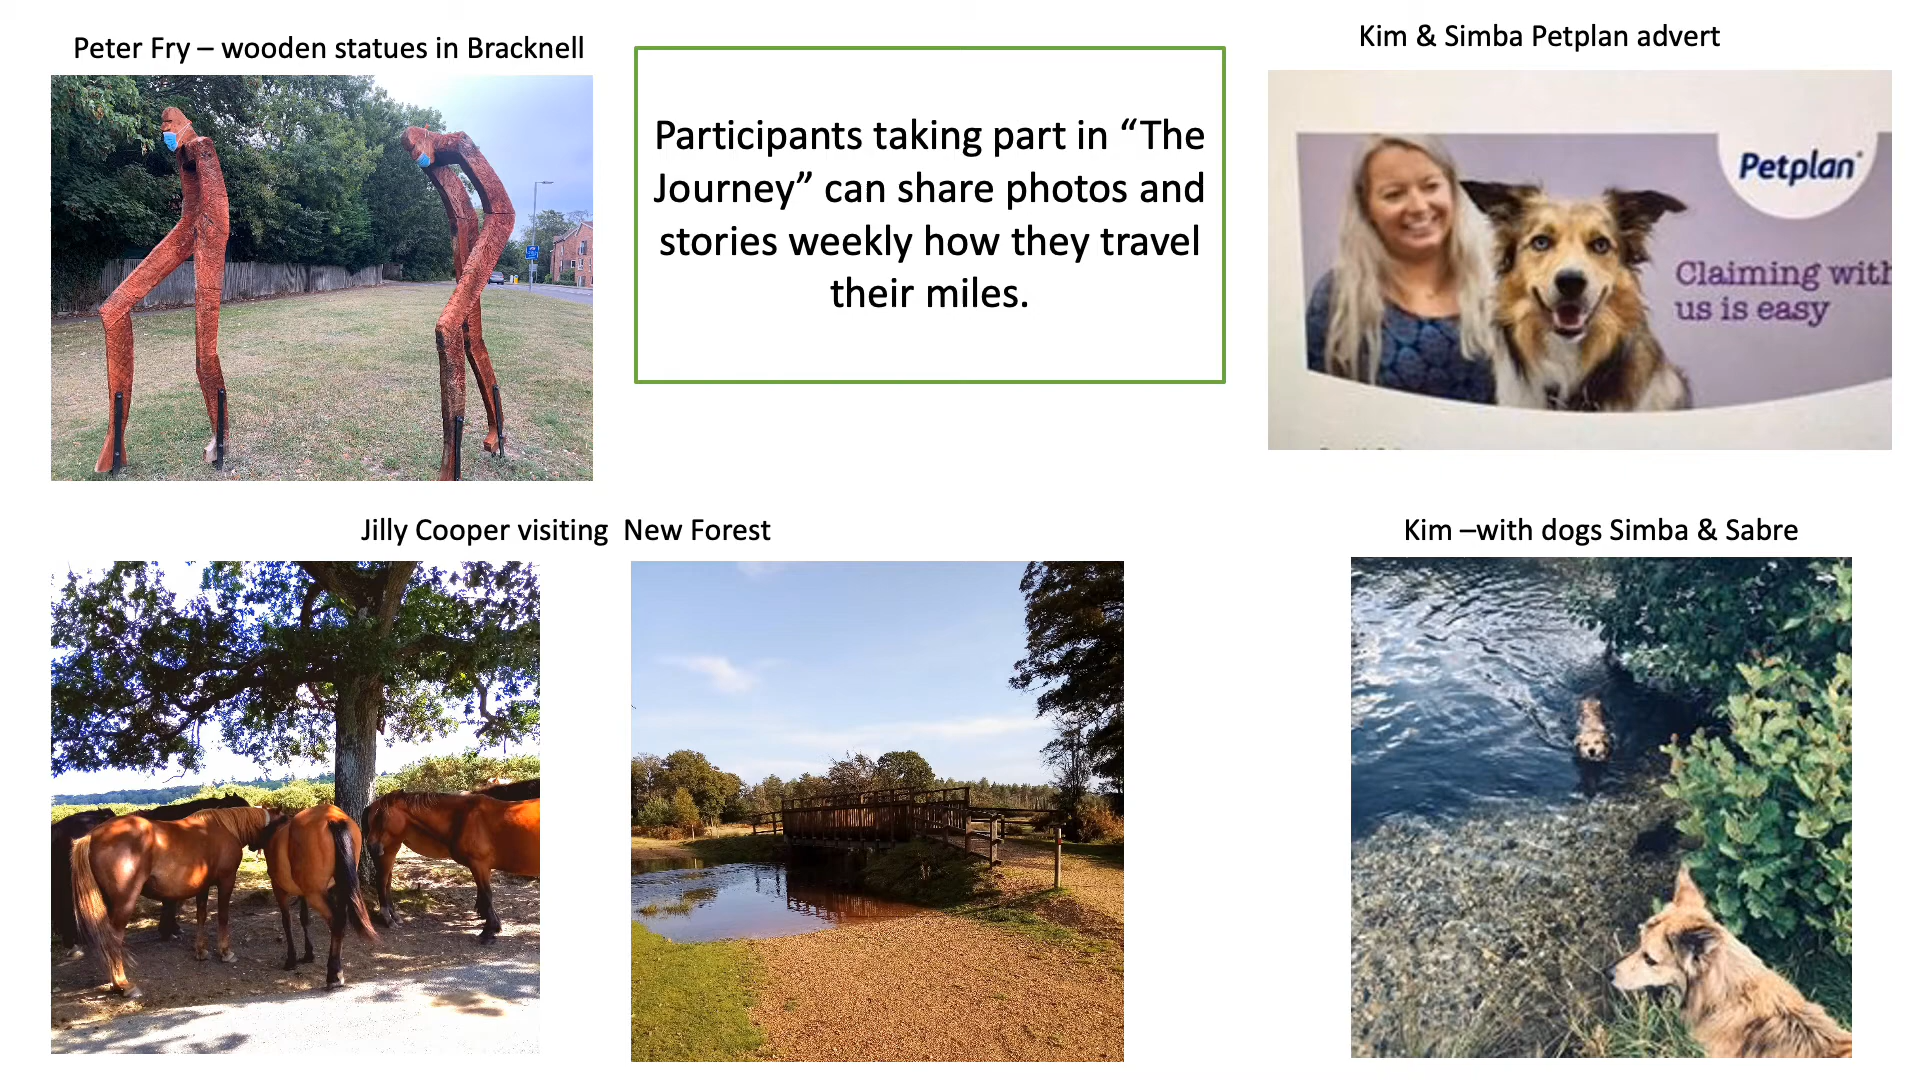 Peter Fry – wooden statues in Bracknell
Participants taking part in “The
Journey” can share photos and
stories weekly how they travel
their miles.
Kim & Simba Petplan advert
Petplan
Claiming with
us is easy
Jilly Cooper visiting  New Forest
Kim –with dogs Simba & Sabre